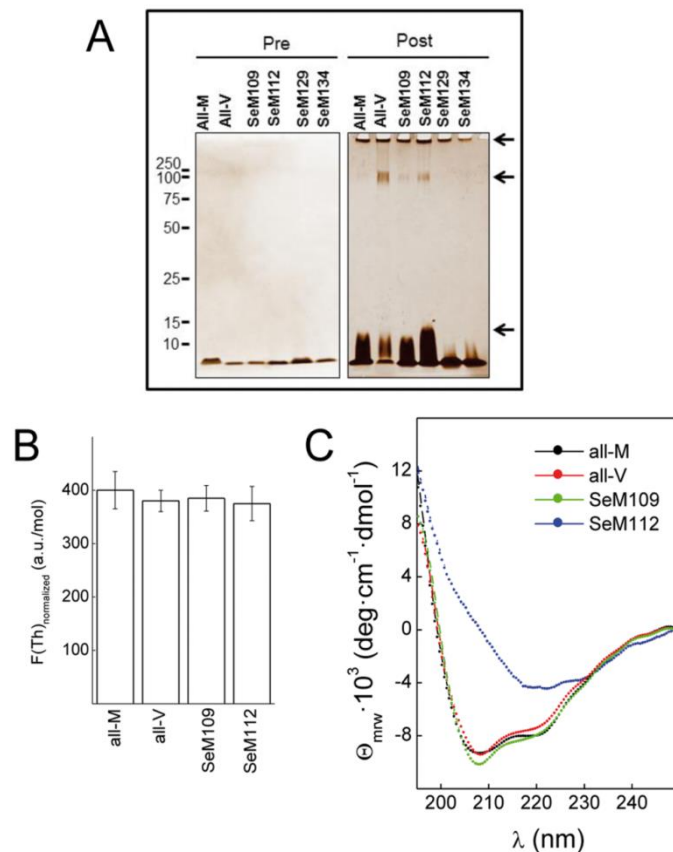 A
Pre
Post
All-M
All-V
SeM109
SeM112
SeM129
SeM134
All-M
All-V
SeM109
SeM112
SeM129
SeM134
250
100
75
50
25
15
10
B
F(Th)normalized (a.u./mol)
400
300
200
100
all-M
all-V
SeM109
SeM112
C
Θmrw·10³ (deg·cm⁻¹·dmol⁻¹)
12
8
4
0
-4
-8
all-M
all-V
SeM109
SeM112
200 210 220 230 240
λ (nm)